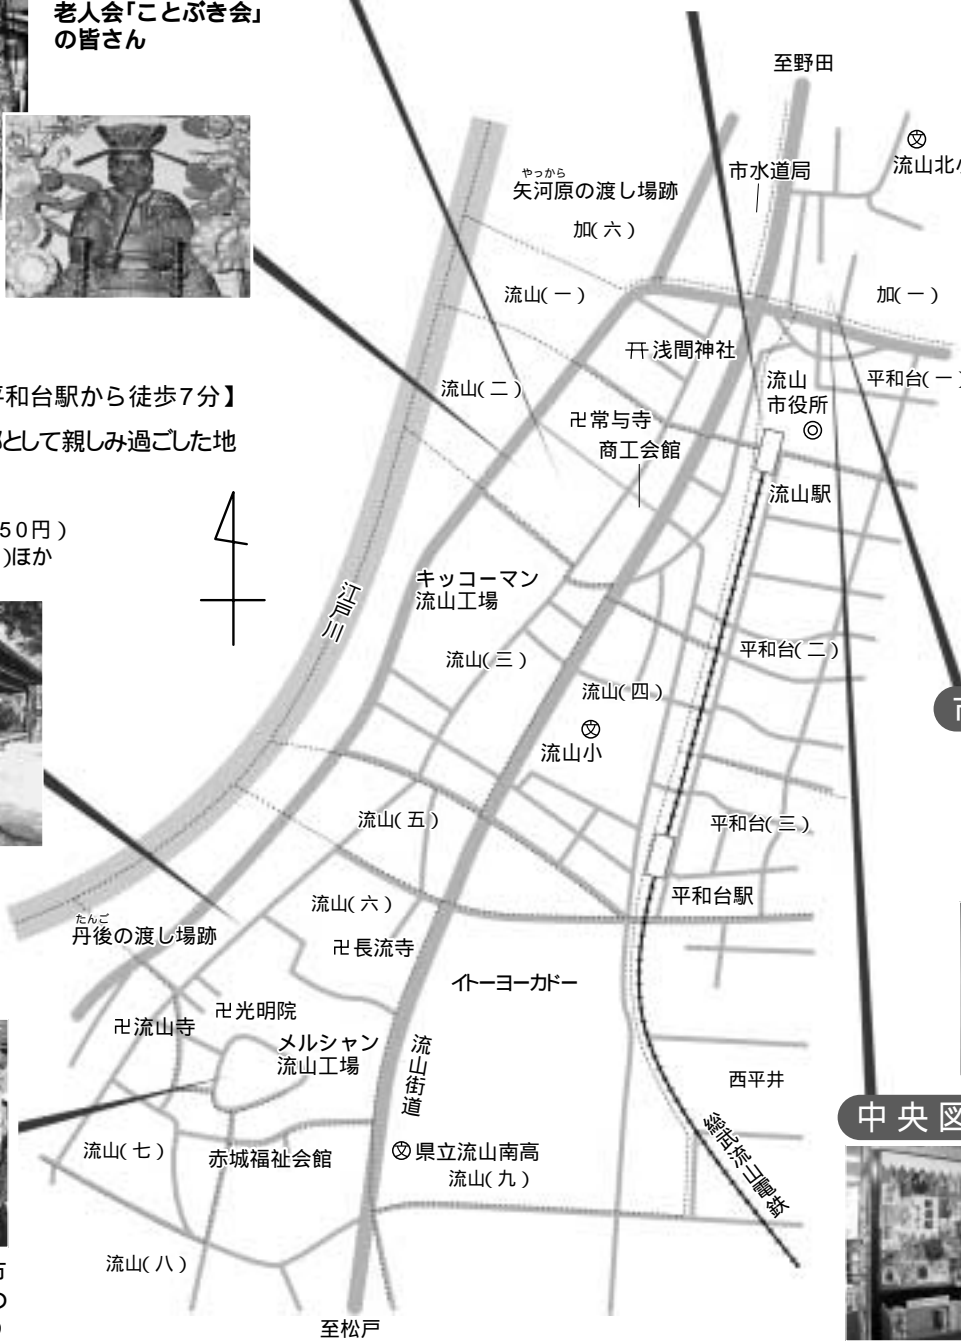 老人会「ことぶき会」
の皆さん
至野田
流山北小
市水道局
やっから
矢河原の渡し場跡
加(六)
流山(一)
加(一)
浅間神社
平和台(一)
流山
市役所
流山(二)
卍常与寺
商工会館
平和台駅から徒歩7分】
として親しみ過ごした地
流山駅
50円)
)ほか
キッコーマン
流山工場
江戸川
流山(三)
平和台(二)
流山(四)
文
流山小
流山(五)
平和台(三)
平和台駅
流山(六)
たんご
丹後の渡し場跡
卍長流寺
イトーヨーカドー
卍光明院
卍流山寺
メルシャン
流山工場
流山街道
西平井
中央図
総武流山電鉄
流山(七)
赤城福祉会館
文県立流山南高
流山(九)
流山(八)
至松戸